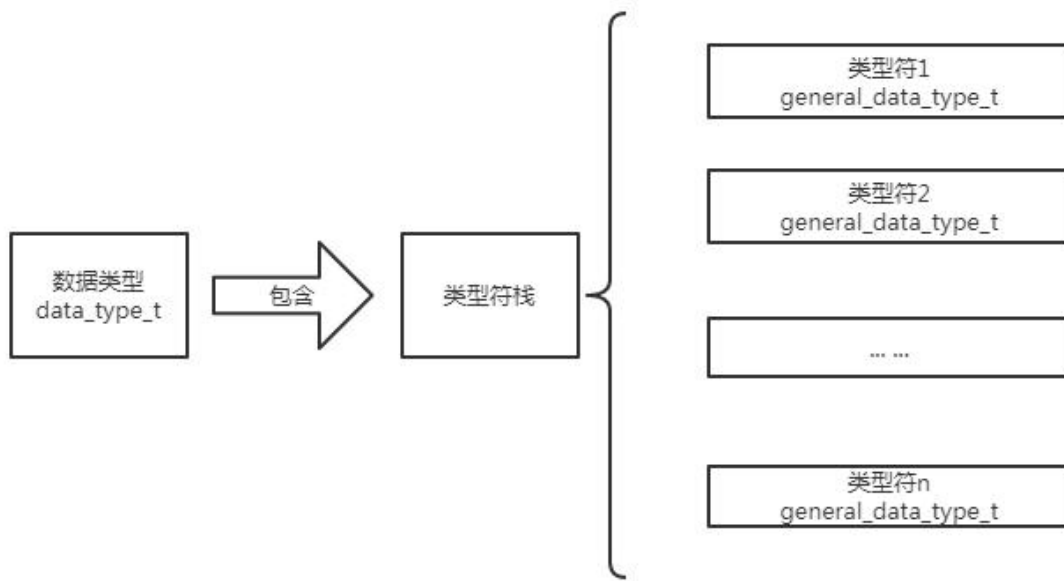 数据类型
data_type_t
包含
类型符栈
类型符1
general_data_type_t
类型符2
general_data_type_t
... ...
类型符n
general_data_type_t